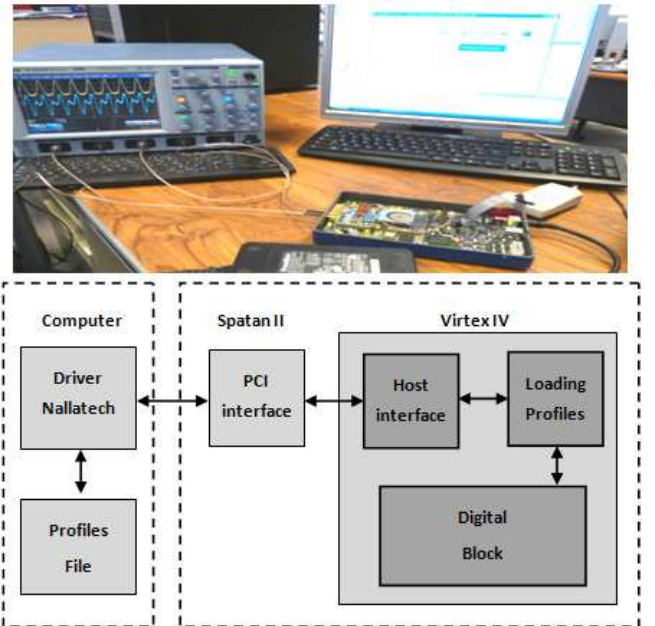 Computer
Spatan II
Virtex IV
Driver
Nallatech
PCI
interface
Host
interface
Loading
Profiles
Profiles
File
Digital
Block